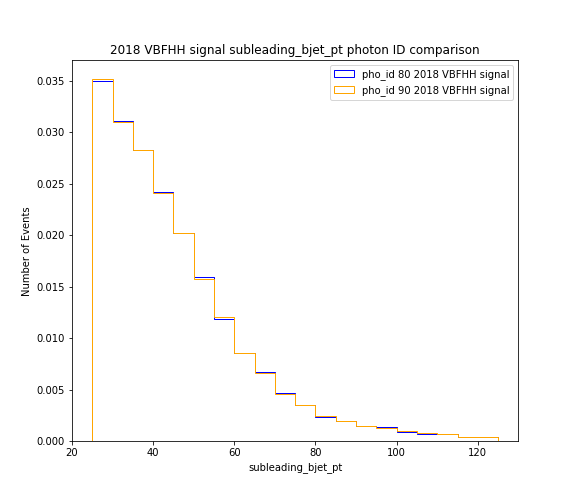 2018 VBFHH signal subleading_bjet_pt photon ID comparison
pho_id 80 2018 VBFHH signal
pho_id 90 2018 VBFHH signal
Number of Events
0.035
0.030
0.025
0.020
0.015
0.010
0.005
0.000
20 40 60 80 100 120
subleading_bjet_pt